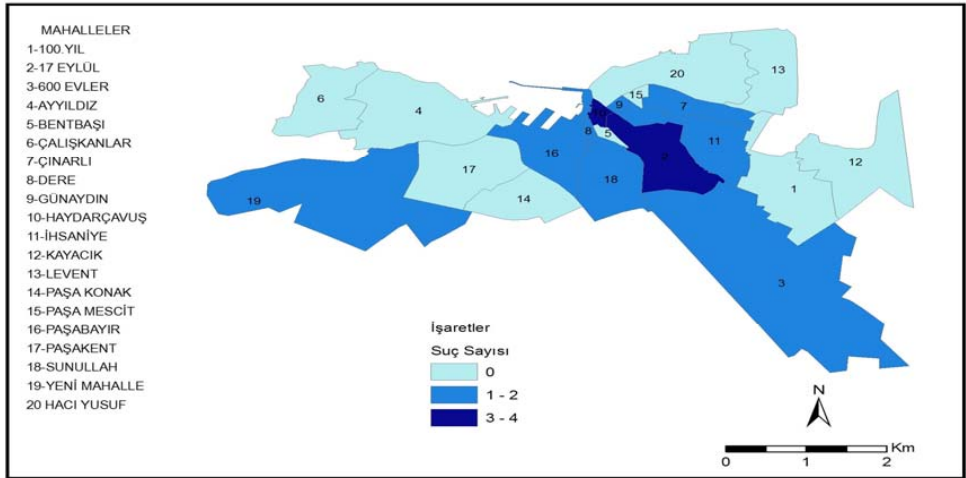 MAHALLELER
1-100.YIL
2-17 EYLÜL
3-600 EVLER
4-AYYILDIZ
5-BENTBAŞI
6-ÇALIŞKANLAR
7-ÇINARLI
8-DERE
9-GÜNAYDIN
10-HAYDARÇAVUŞ
11-İHSANİYE
12-KAYACIK
13-LEVENT
14-PAŞA KONAK
15-PAŞA MESCİT
16-PAŞABAYIR
17-PAŞAKENT
18-SUNULLAH
19-YENİ MAHALLE
20 HACI YUSUF
20
13
6
4
15
9
7
10
8
5
11
16
2
12
17
18
1
14
19
3
İşaretler
Suç Sayısı
0
1 - 2
3 - 4
N
Km
0 1 2